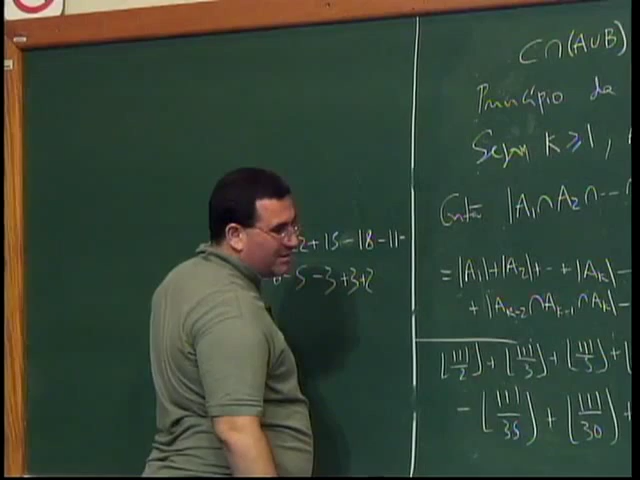 2+15-18-11-
-5-3+3+2
C∩(A∪B)
Princípio da
Sejam K≥1,
Então |A₁∩A₂∩---
=|A₁|+|A₂|+--+|Aₖ|-
+|Aₖ₋₂∩Aₖ₋₁∩Aₖ|-
⌊111/2⌋+⌊111/3⌋+⌊111/5⌋+
-⌊111/35⌋+⌊111/30⌋+